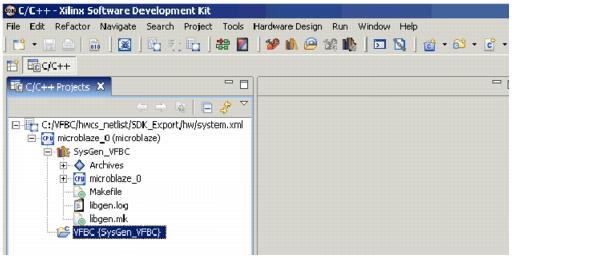 C/C++ - Xilinx Software Development Kit
File Edit Refactor Navigate Search Project Tools Hardware Design Run Window Help
C/C++
C/C++ Projects
C:/VFBC/hwcs_netlist/SDK_Export/hw/system.xml
microblaze_0 (microblaze)
SysGen_VFBC
Archives
microblaze_0
Makefile
libgen.log
libgen.mk
VFBC {SysGen_VFBC}